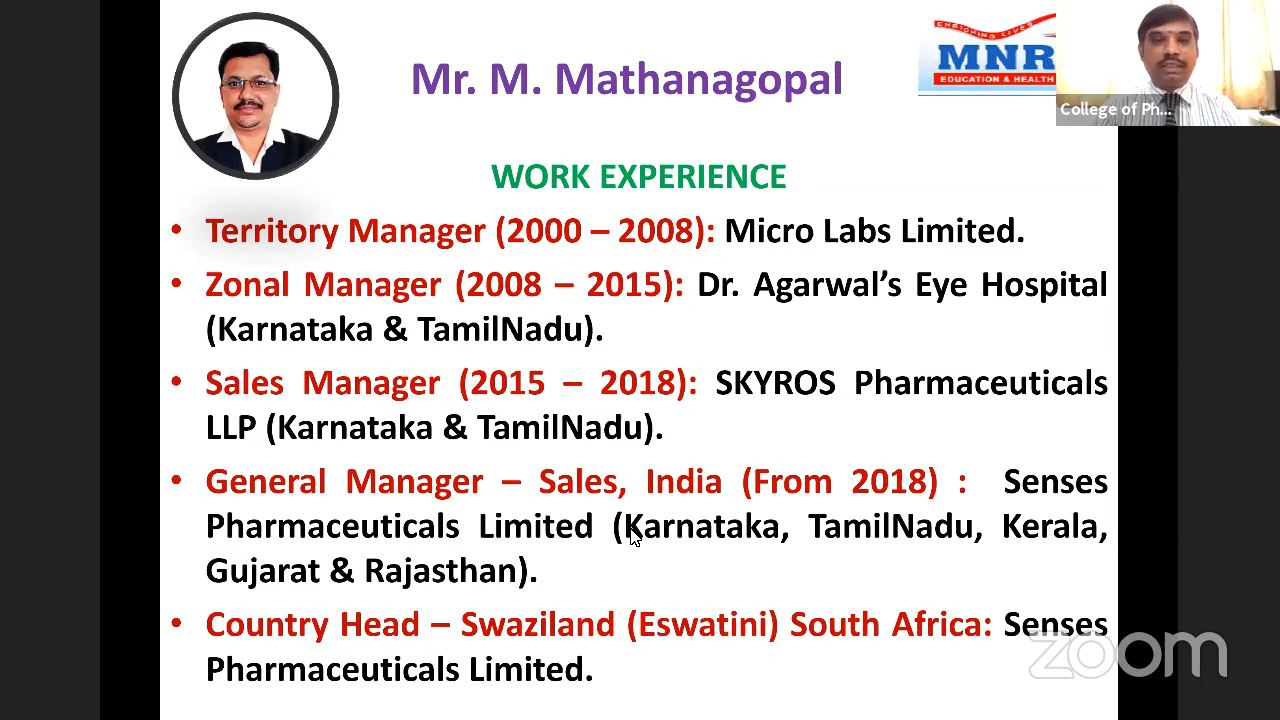 Mr. M. Mathanagopal
ENRICHING LIVES
MNR
EDUCATION & HEALTH
College of Ph...
WORK EXPERIENCE
• Territory Manager (2000 – 2008): Micro Labs Limited.
• Zonal Manager (2008 – 2015): Dr. Agarwal’s Eye Hospital
(Karnataka & TamilNadu).
• Sales Manager (2015 – 2018): SKYROS Pharmaceuticals
LLP (Karnataka & TamilNadu).
• General Manager – Sales, India (From 2018) : Senses
Pharmaceuticals Limited (Karnataka, TamilNadu, Kerala,
Gujarat & Rajasthan).
• Country Head – Swaziland (Eswatini) South Africa: Senses
Pharmaceuticals Limited.
zoom